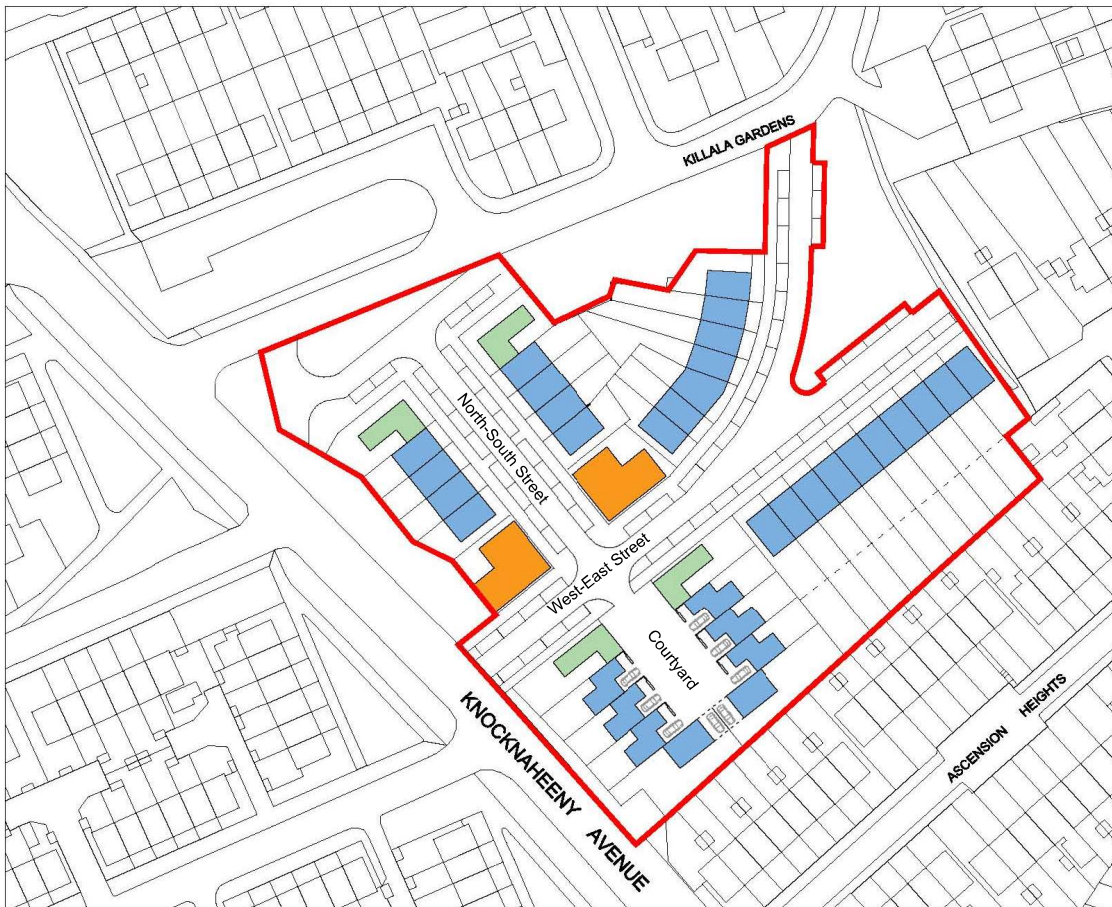 KILLALA GARDENS
North-South Street
West-East Street
Courtyard
KNOCKNAHEENY AVENUE
ASCENSION HEIGHTS